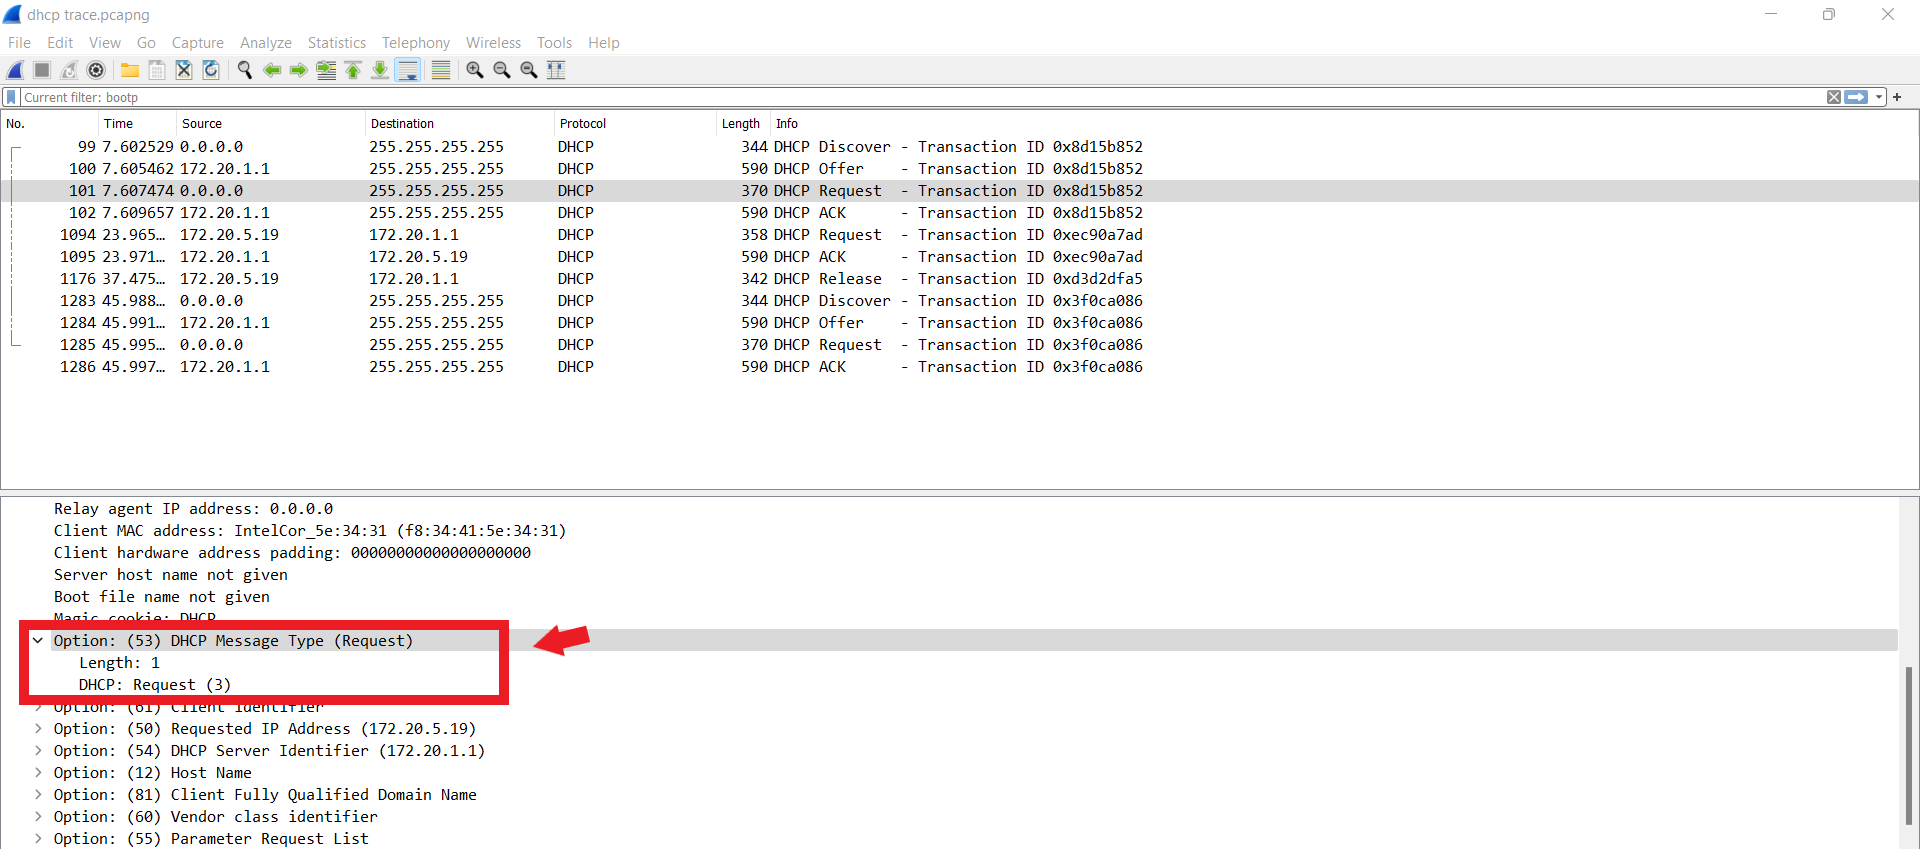 dhcp trace.pcapng
File Edit View Go Capture Analyze Statistics Telephony Wireless Tools Help
Current filter: bootp
No. Time Source Destination Protocol Length Info
99 7.602529 0.0.0.0 255.255.255.255 DHCP 344 DHCP Discover - Transaction ID 0x8d15b852
100 7.605462 172.20.1.1 255.255.255.255 DHCP 590 DHCP Offer - Transaction ID 0x8d15b852
101 7.607474 0.0.0.0 255.255.255.255 DHCP 370 DHCP Request - Transaction ID 0x8d15b852
102 7.609657 172.20.1.1 255.255.255.255 DHCP 590 DHCP ACK - Transaction ID 0x8d15b852
1094 23.965… 172.20.5.19 172.20.1.1 DHCP 358 DHCP Request - Transaction ID 0xec90a7ad
1095 23.971… 172.20.1.1 172.20.5.19 DHCP 590 DHCP ACK - Transaction ID 0xec90a7ad
1176 37.475… 172.20.5.19 172.20.1.1 DHCP 342 DHCP Release - Transaction ID 0xd3d2dfa5
1283 45.988… 0.0.0.0 255.255.255.255 DHCP 344 DHCP Discover - Transaction ID 0x3f0ca086
1284 45.991… 172.20.1.1 255.255.255.255 DHCP 590 DHCP Offer - Transaction ID 0x3f0ca086
1285 45.995… 0.0.0.0 255.255.255.255 DHCP 370 DHCP Request - Transaction ID 0x3f0ca086
1286 45.997… 172.20.1.1 255.255.255.255 DHCP 590 DHCP ACK - Transaction ID 0x3f0ca086
Relay agent IP address: 0.0.0.0
Client MAC address: IntelCor_5e:34:31 (f8:34:41:5e:34:31)
Client hardware address padding: 00000000000000000000
Server host name not given
Boot file name not given
Magic cookie: DHCP
Option: (53) DHCP Message Type (Request)
Length: 1
DHCP: Request (3)
Option: (61) Client identifier
Option: (50) Requested IP Address (172.20.5.19)
Option: (54) DHCP Server Identifier (172.20.1.1)
Option: (12) Host Name
Option: (81) Client Fully Qualified Domain Name
Option: (60) Vendor class identifier
Option: (55) Parameter Request List